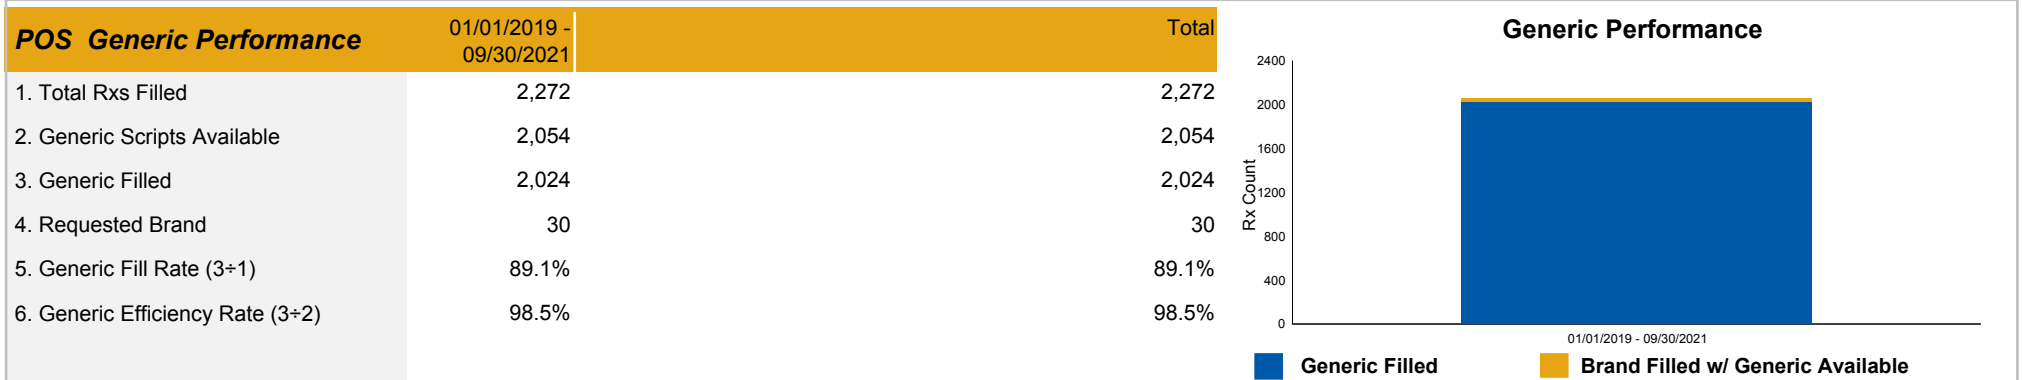 POS Generic Performance 01/01/2019 - 09/30/2021 Total
1. Total Rxs Filled 2,272 2,272
2. Generic Scripts Available 2,054 2,054
3. Generic Filled 2,024 2,024
4. Requested Brand 30 30
5. Generic Fill Rate (3÷1) 89.1% 89.1%
6. Generic Efficiency Rate (3÷2) 98.5% 98.5%
Generic Performance
Rx Count
2400
2000
1600
1200
800
400
0
01/01/2019 - 09/30/2021
Generic Filled Brand Filled w/ Generic Available